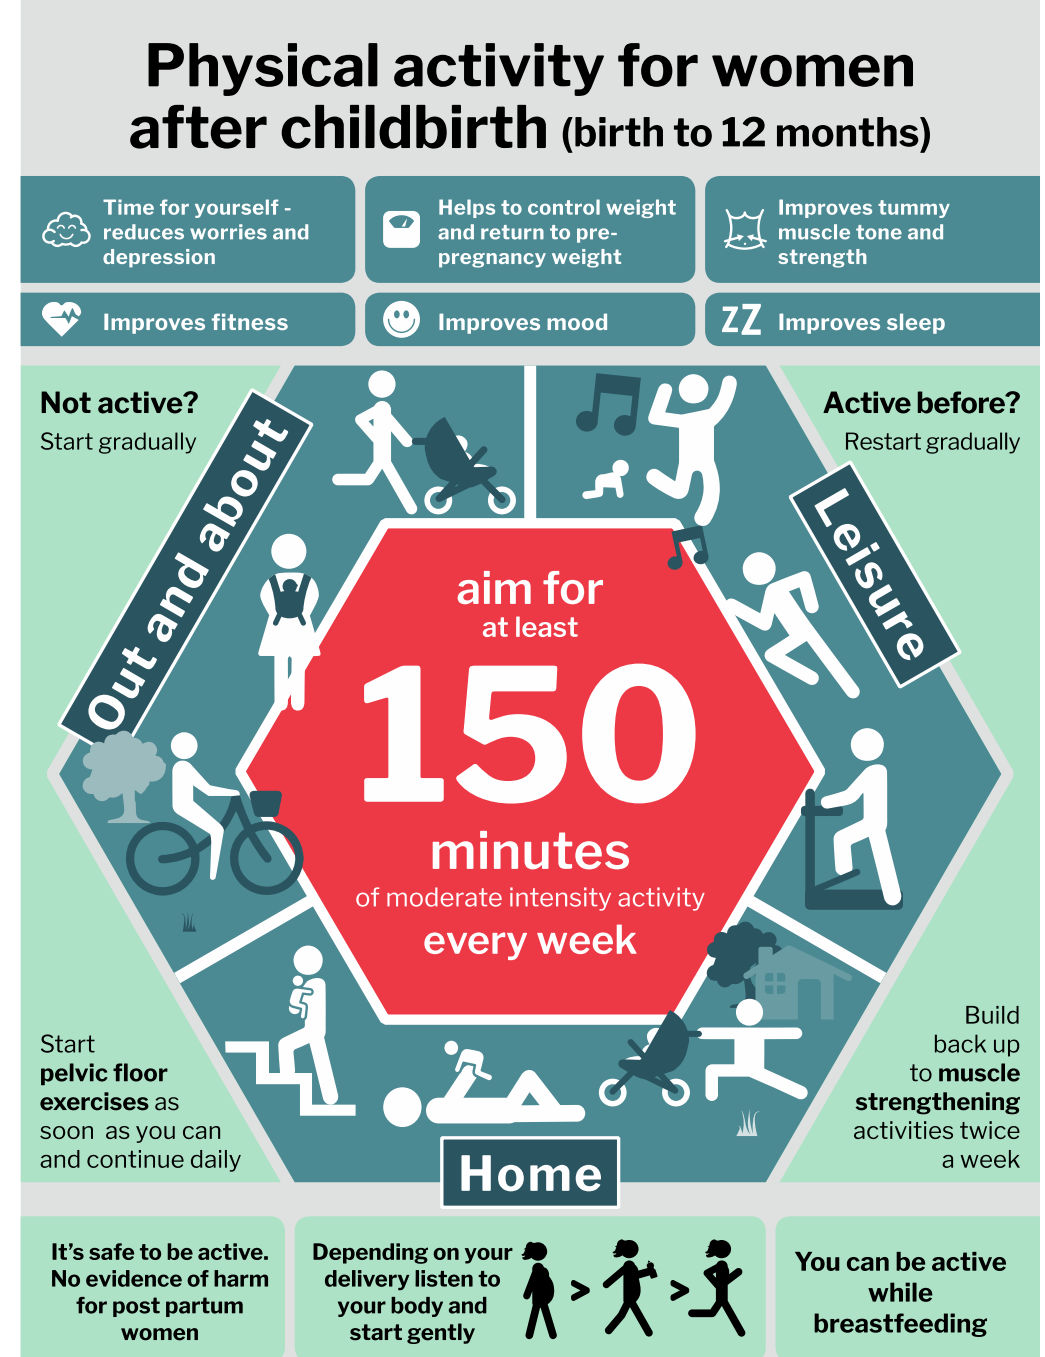 Physical activity for women
after childbirth (birth to 12 months)
Time for yourself -
reduces worries and
depression
Helps to control weight
and return to pre-
pregnancy weight
Improves tummy
muscle tone and
strength
Improves fitness
Improves mood
ZZ Improves sleep
Not active?
Start gradually
Active before?
Restart gradually
Out and about
Leisure
aim for
at least
150
minutes
of moderate intensity activity
every week
Start
pelvic floor
exercises as
soon as you can
and continue daily
Build
back up
to muscle
strengthening
activities twice
a week
Home
It's safe to be active.
No evidence of harm
for post partum
women
Depending on your
delivery listen to
your body and
start gently
> >
You can be active
while
breastfeeding